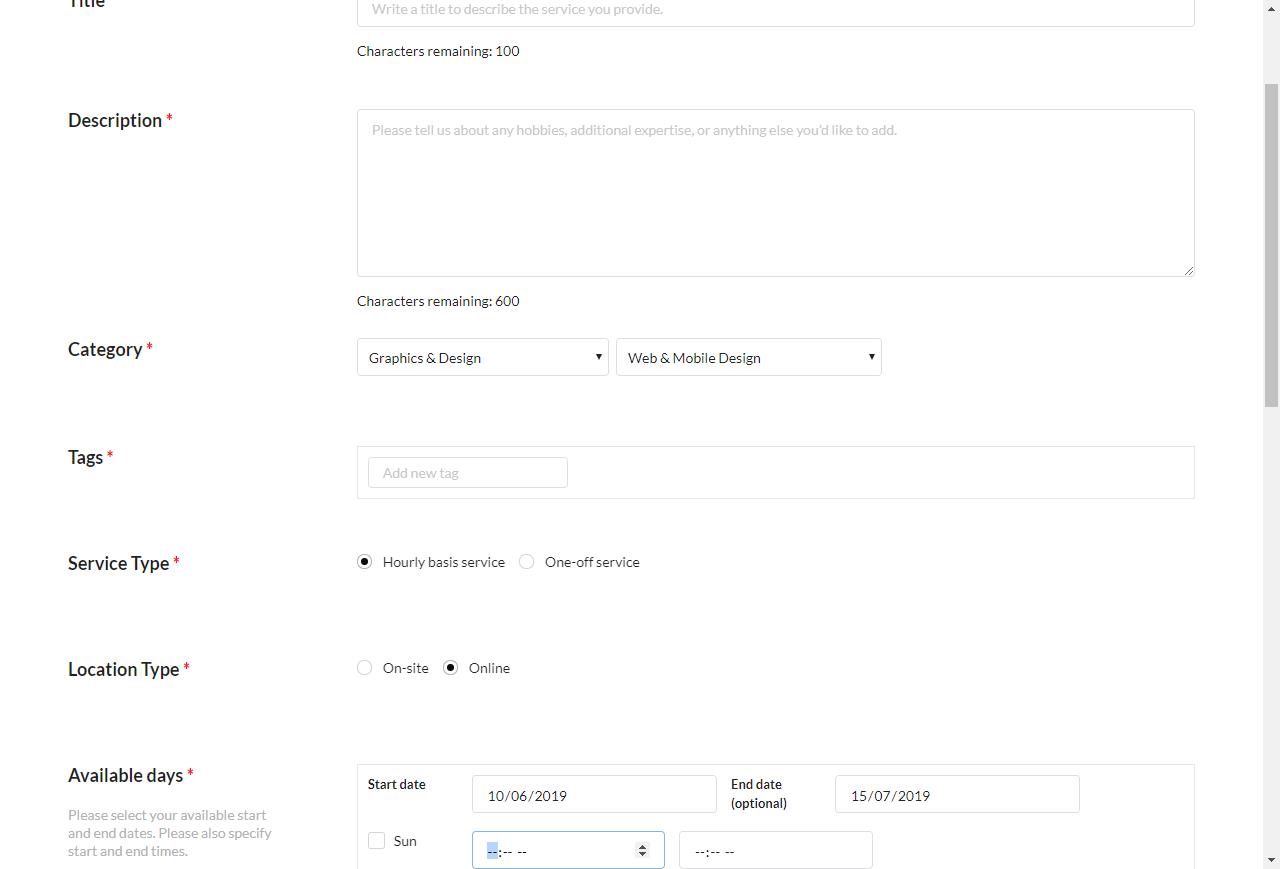 Title
Write a title to describe the service you provide.
Characters remaining: 100
Description *
Please tell us about any hobbies, additional expertise, or anything else you'd like to add.
Characters remaining: 600
Category *
Graphics & Design
Web & Mobile Design
Tags *
Add new tag
Service Type *
Hourly basis service
One-off service
Location Type *
On-site
Online
Available days *
Please select your available start
and end dates. Please also specify
start and end times.
Start date
10/06/2019
End date
(optional)
15/07/2019
Sun
--:-- --
--:-- --